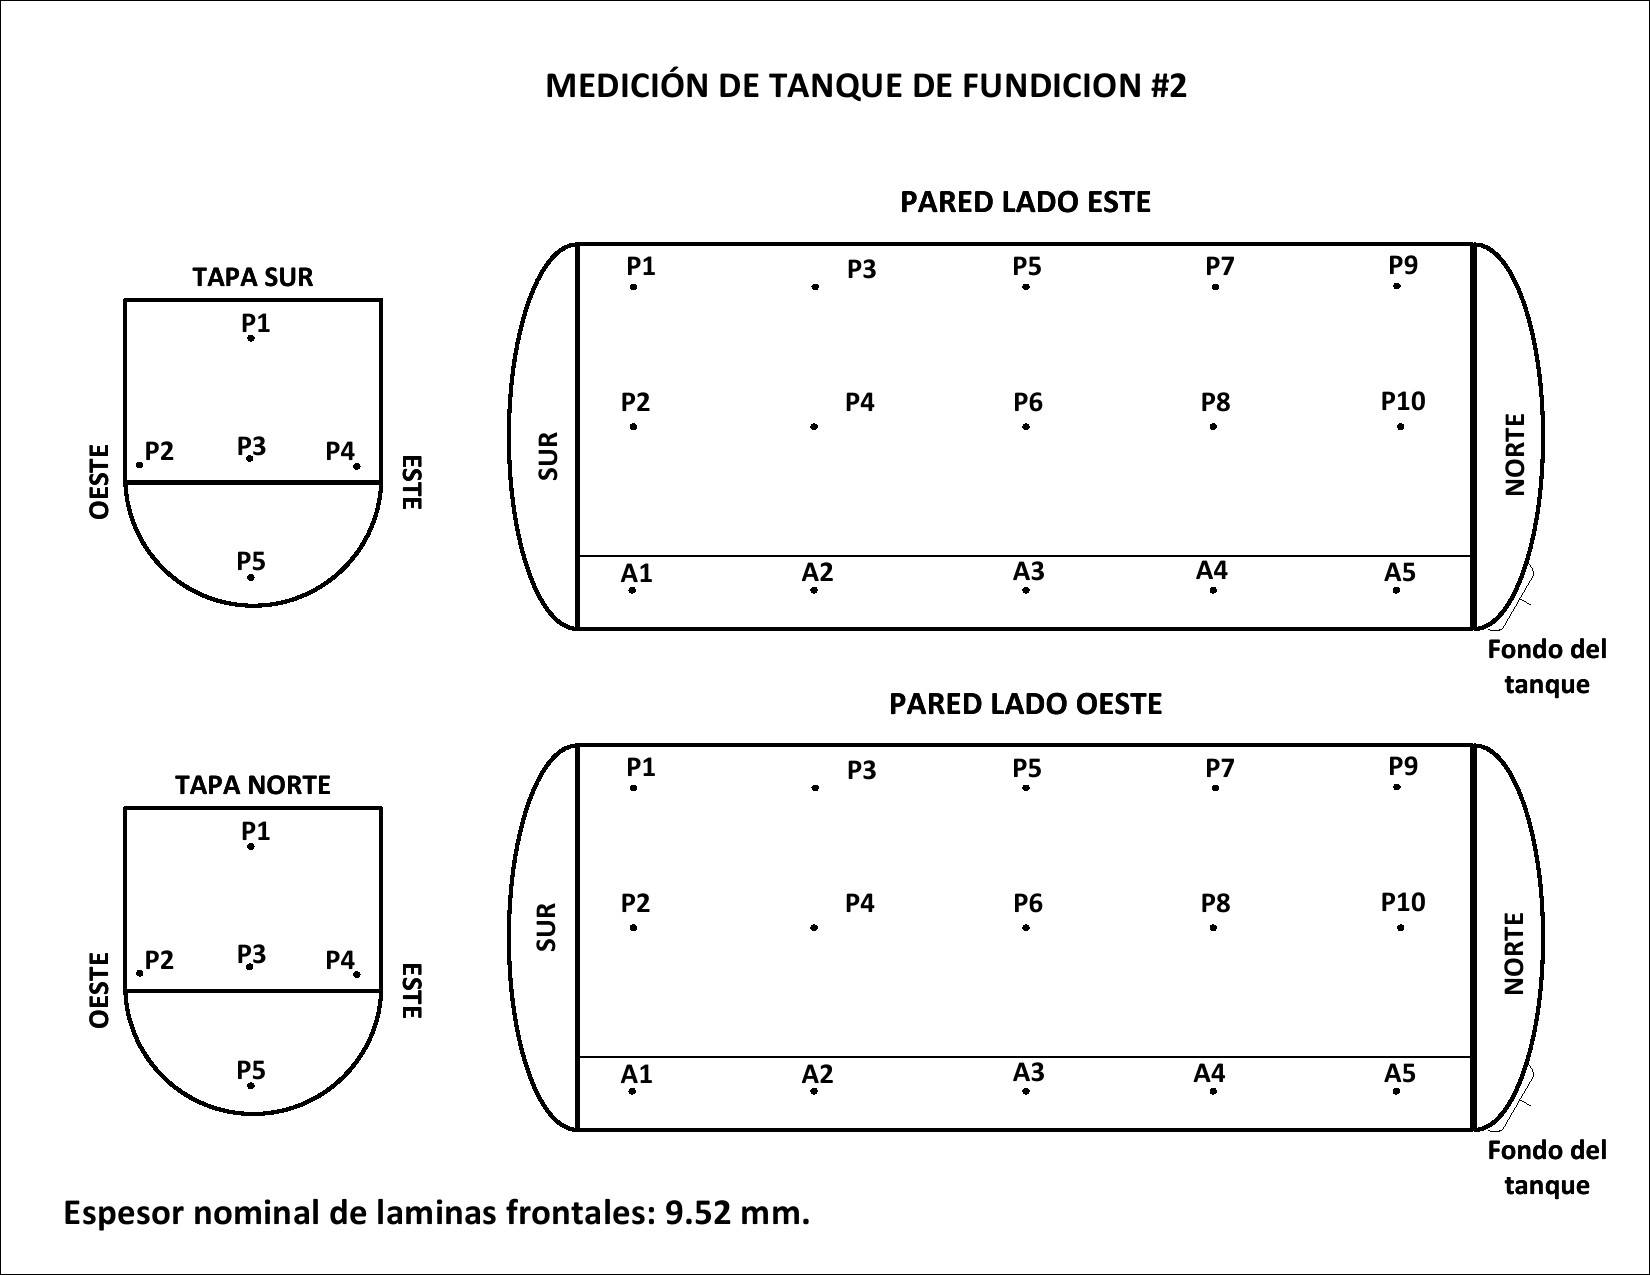 MEDICIÓN DE TANQUE DE FUNDICION #2
PARED LADO ESTE
TAPA SUR
P1
P2 P3 P4
OESTE
ESTE
P5
P1 P3 P5 P7 P9
P2 P4 P6 P8 P10
SUR
NORTE
A1 A2 A3 A4 A5
Fondo del
tanque
PARED LADO OESTE
TAPA NORTE
P1
P2 P3 P4
OESTE
ESTE
P5
P1 P3 P5 P7 P9
P2 P4 P6 P8 P10
SUR
NORTE
A1 A2 A3 A4 A5
Fondo del
tanque
Espesor nominal de laminas frontales: 9.52 mm.